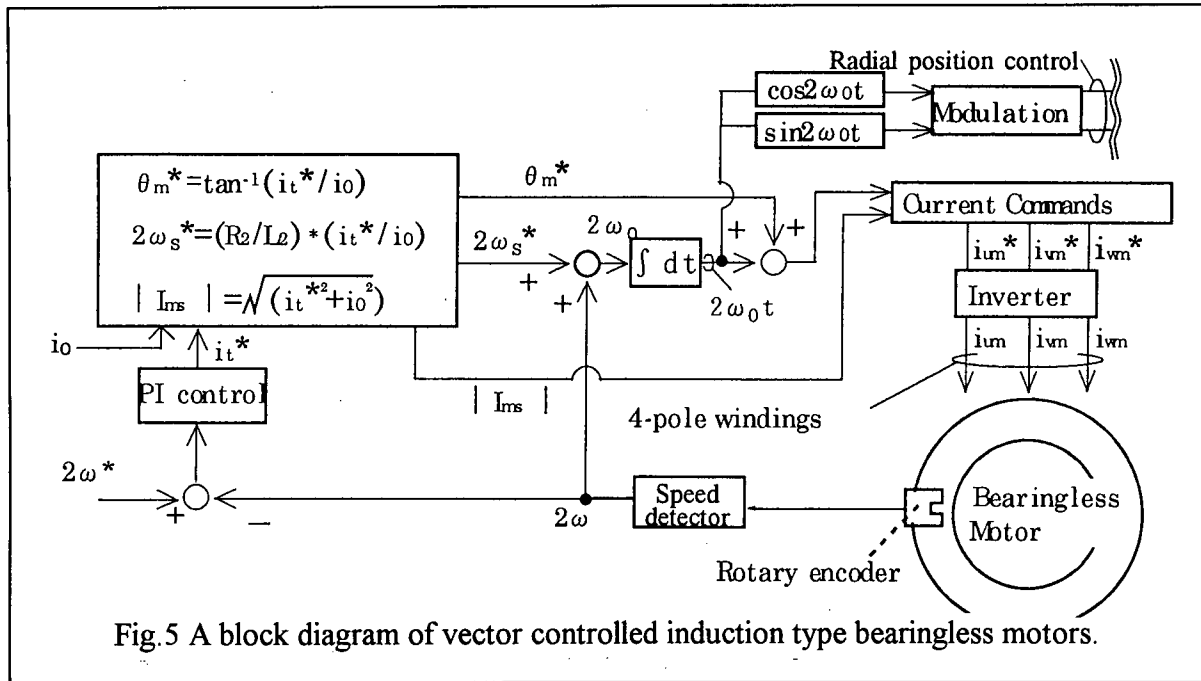 Radial position control
cos2ω0t
sin2ω0t
Modulation
θm*=tan-1(it*/i0)
2ωs*=(R2/L2)*(it*/i0)
| Ims | =√(it*2+i02)
θm*
2ωs*
+
+
2ω0
∫ dt
+
+
2ω0t
Current Commands
ium* ivm* iwm*
Inverter
ium ivm iwm
i0
it*
PI control
| Ims |
4-pole windings
2ω*
+
−
2ω
Speed
detector
Bearingless
Motor
Rotary encoder
Fig.5 A block diagram of vector controlled induction type bearingless motors.